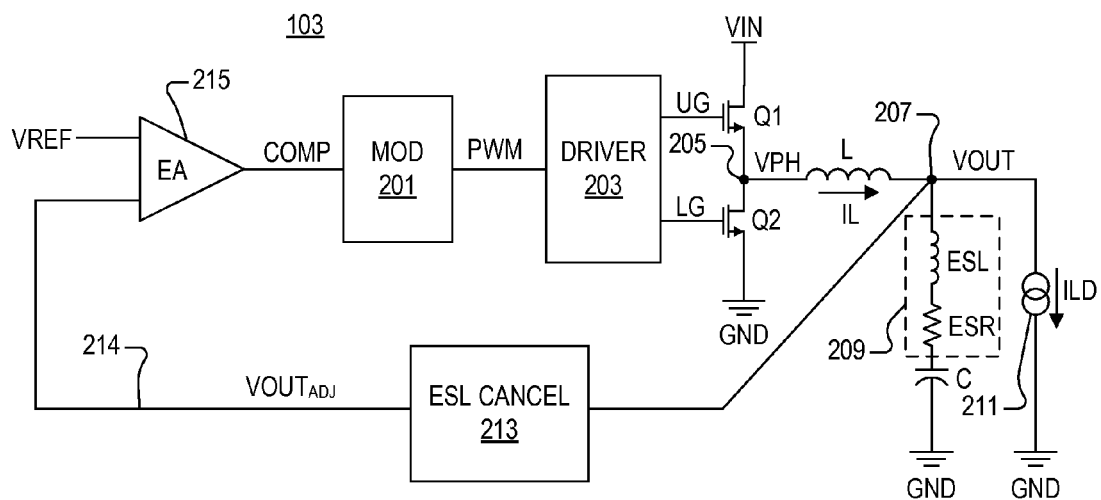 103
VIN
215
VREF
EA
COMP
MOD
201
PWM
DRIVER
203
UG
Q1
205
VPH
L
IL
207
VOUT
LG
Q2
GND
ESL
ESR
209
C
ILD
211
GND
GND
214
VOUTADJ
ESL CANCEL
213